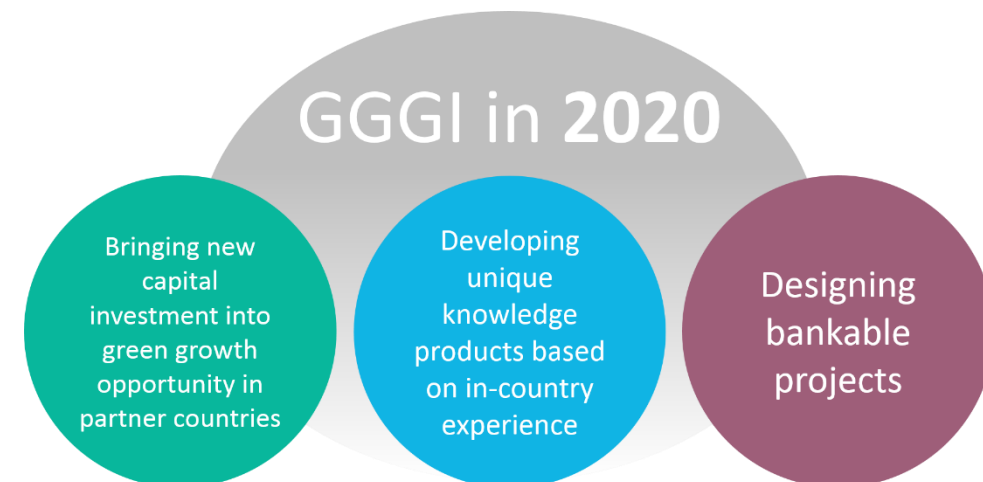 GGGI in 2020
Bringing new
capital
investment into
green growth
opportunity in
partner countries
Developing
unique
knowledge
products based
on in-country
experience
Designing
bankable
projects